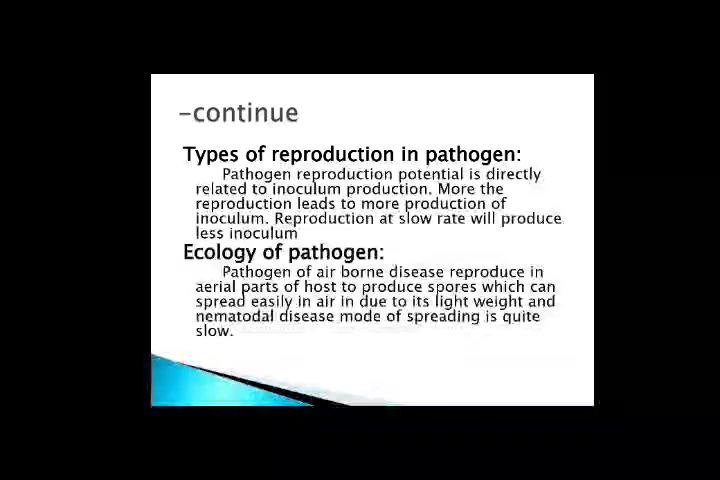 -continue
Types of reproduction in pathogen:
Pathogen reproduction potential is directly
related to inoculum production. More the
reproduction leads to more production of
inoculum. Reproduction at slow rate will produce
less inoculum
Ecology of pathogen:
Pathogen of air borne disease reproduce in
aerial parts of host to produce spores which can
spread easily in air in due to its light weight and
nematodal disease mode of spreading is quite
slow.